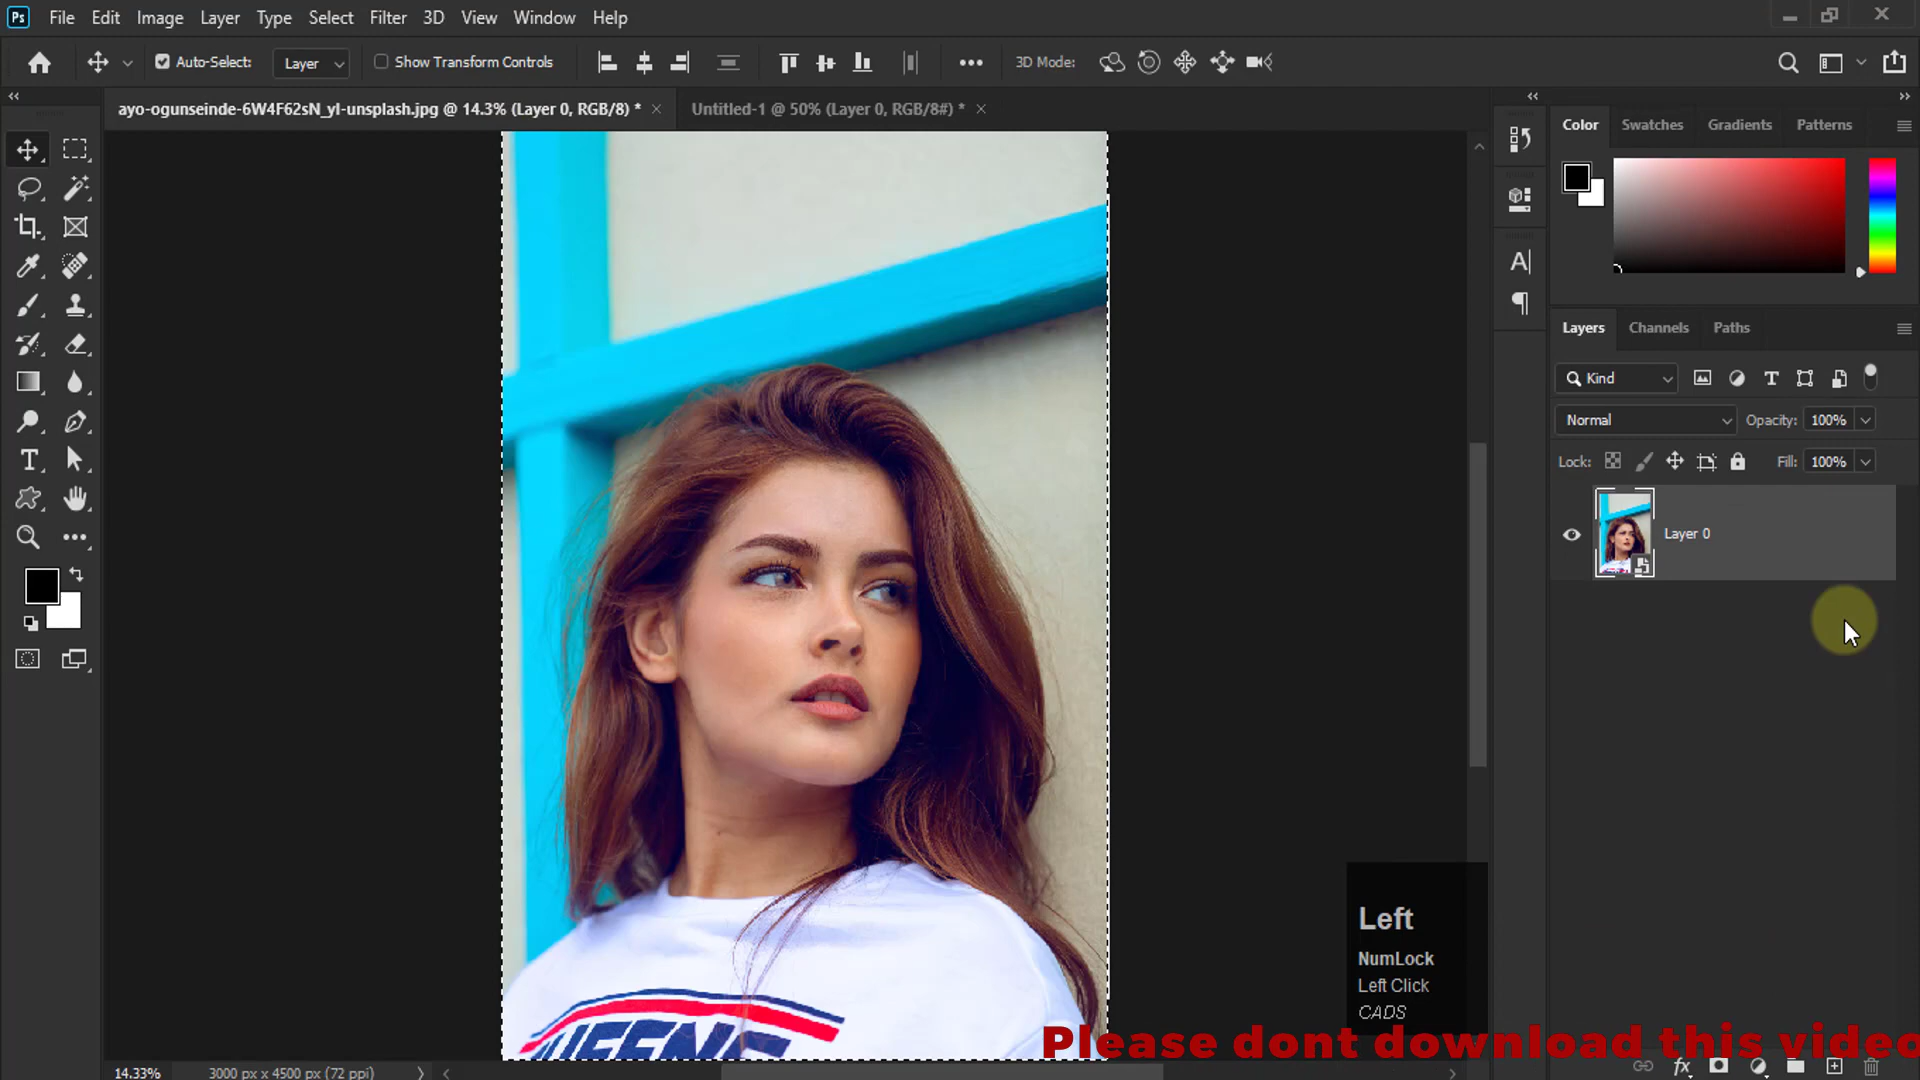 Ps File Edit Image Layer Type Select Filter 3D View Window Help
Auto-Select: Layer Show Transform Controls 3D Mode:
ayo-ogunseinde-6W4F62sN_yI-unsplash.jpg @ 14.3% (Layer 0, RGB/8) * Untitled-1 @ 50% (Layer 0, RGB/8#) *
Color Swatches Gradients Patterns
Layers Channels Paths
Kind
Normal Opacity: 100%
Lock: Fill: 100%
Layer 0
Left
NumLock
Left Click
CADS
Please dont download this video
14.33% 3000 px x 4500 px (72 ppi)